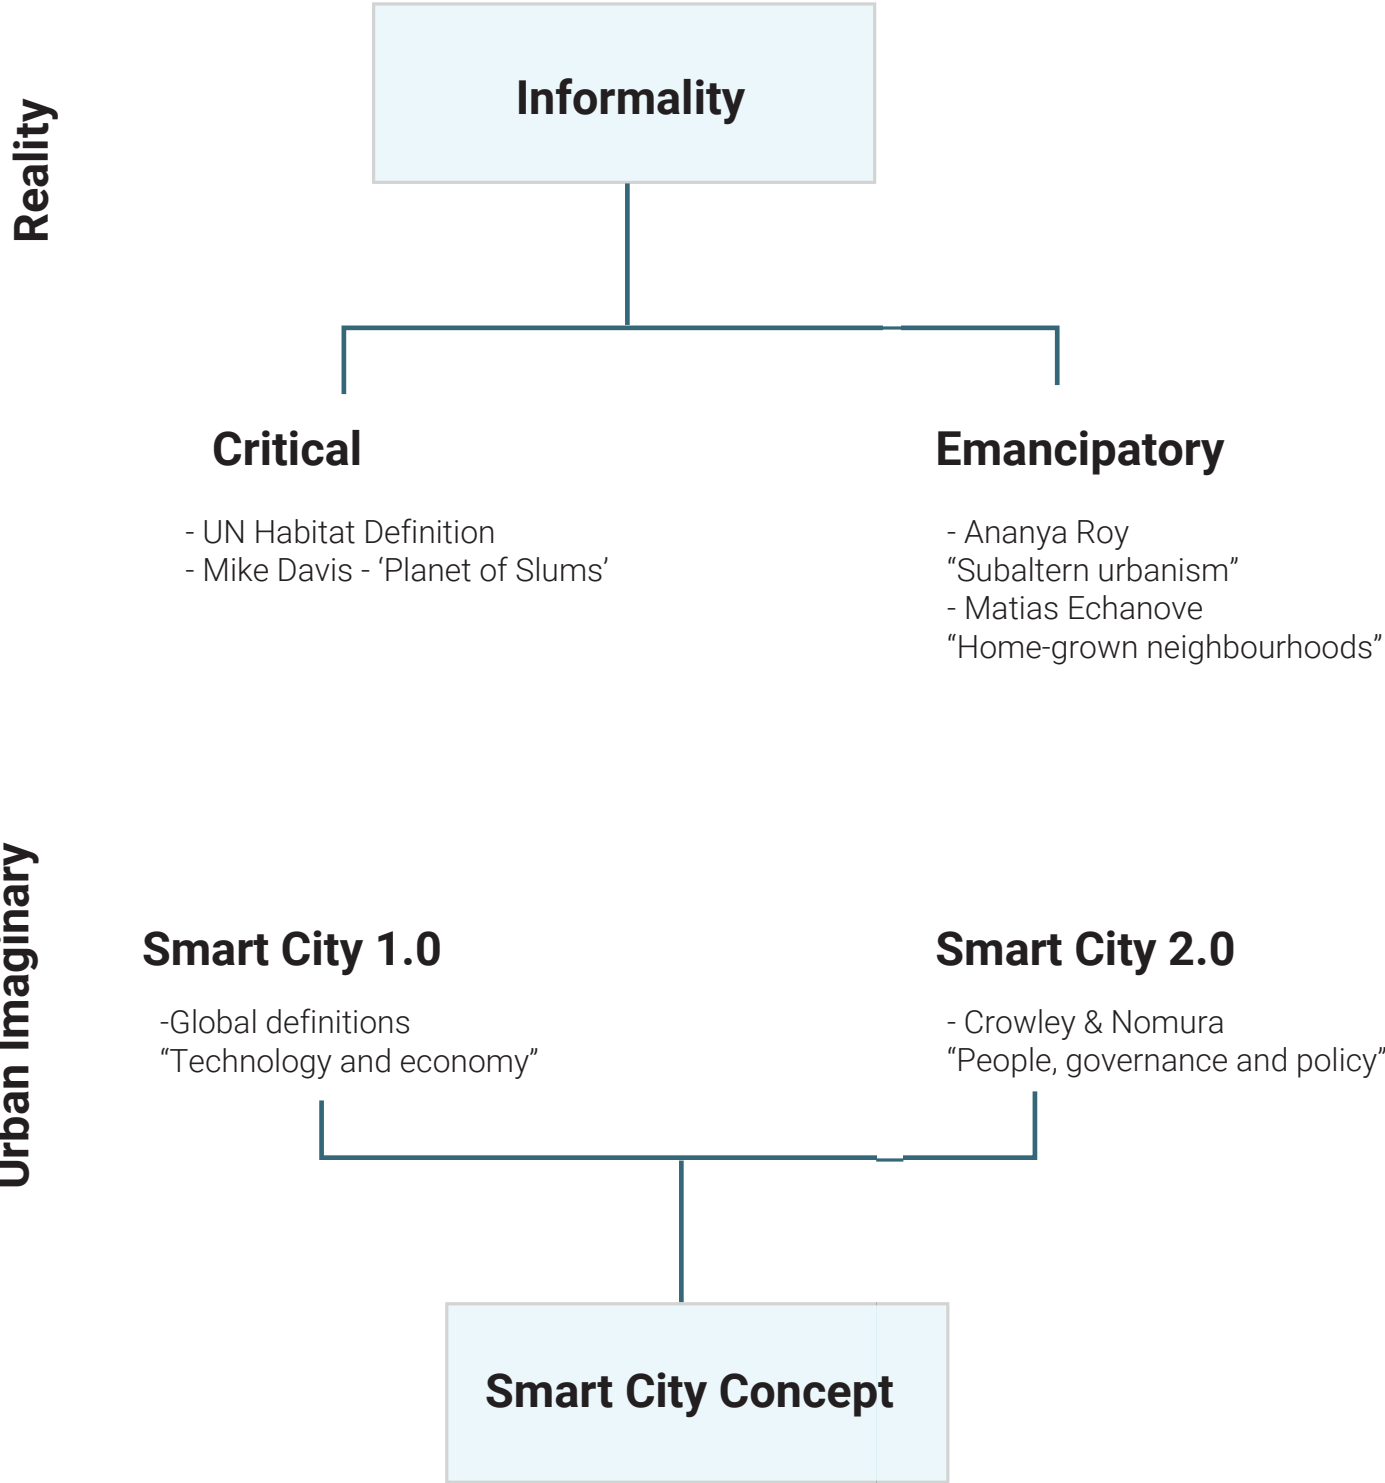 Reality
Informality
Critical
- UN Habitat Definition
- Mike Davis - ‘Planet of Slums’
Emancipatory
- Ananya Roy
“Subaltern urbanism”
- Matias Echanove
“Home-grown neighbourhoods”
Urban Imaginary
Smart City 1.0
-Global definitions
“Technology and economy”
Smart City 2.0
- Crowley & Nomura
“People, governance and policy”
Smart City Concept